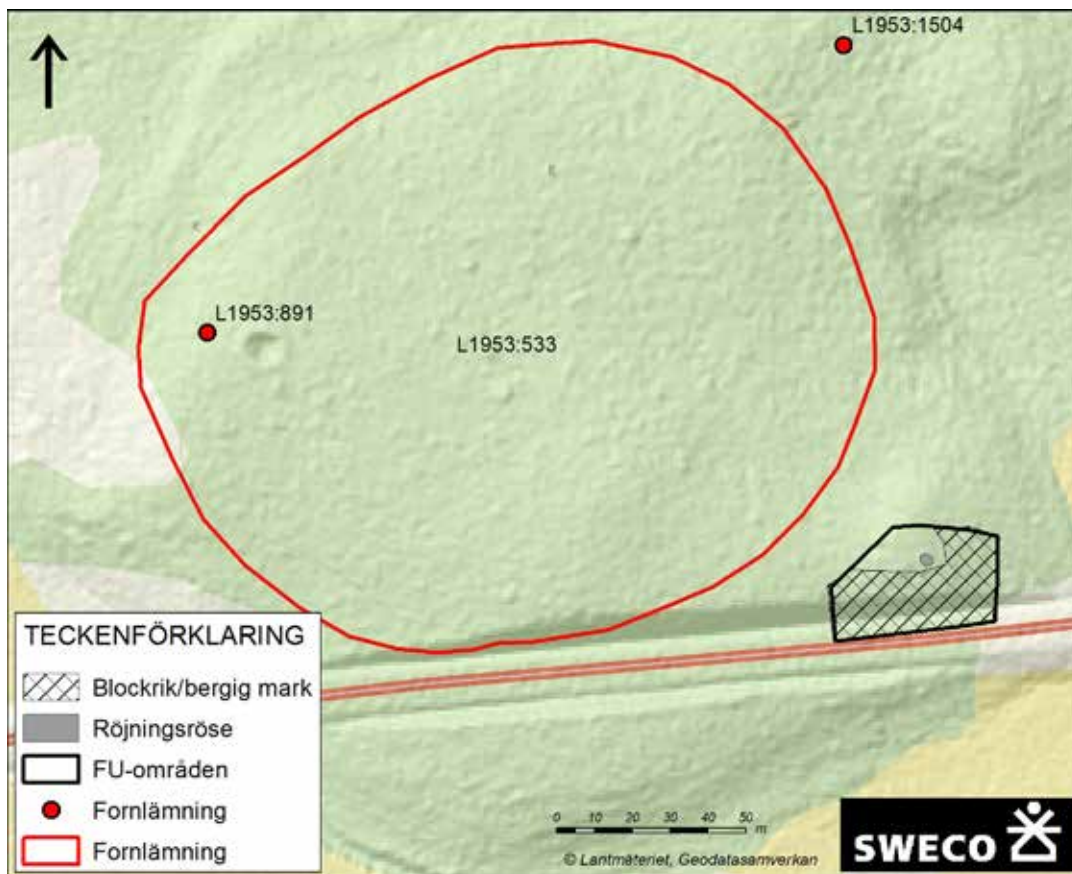 L1953:1504
L1953:891
L1953:533
TECKENFÖRKLARING
Blockrik/bergig mark
Röjningsröse
FU-områden
Fornlämning
Fornlämning
0 10 20 30 40 50
m
© Lantmäteriet, Geodatasamverkan
SWECO